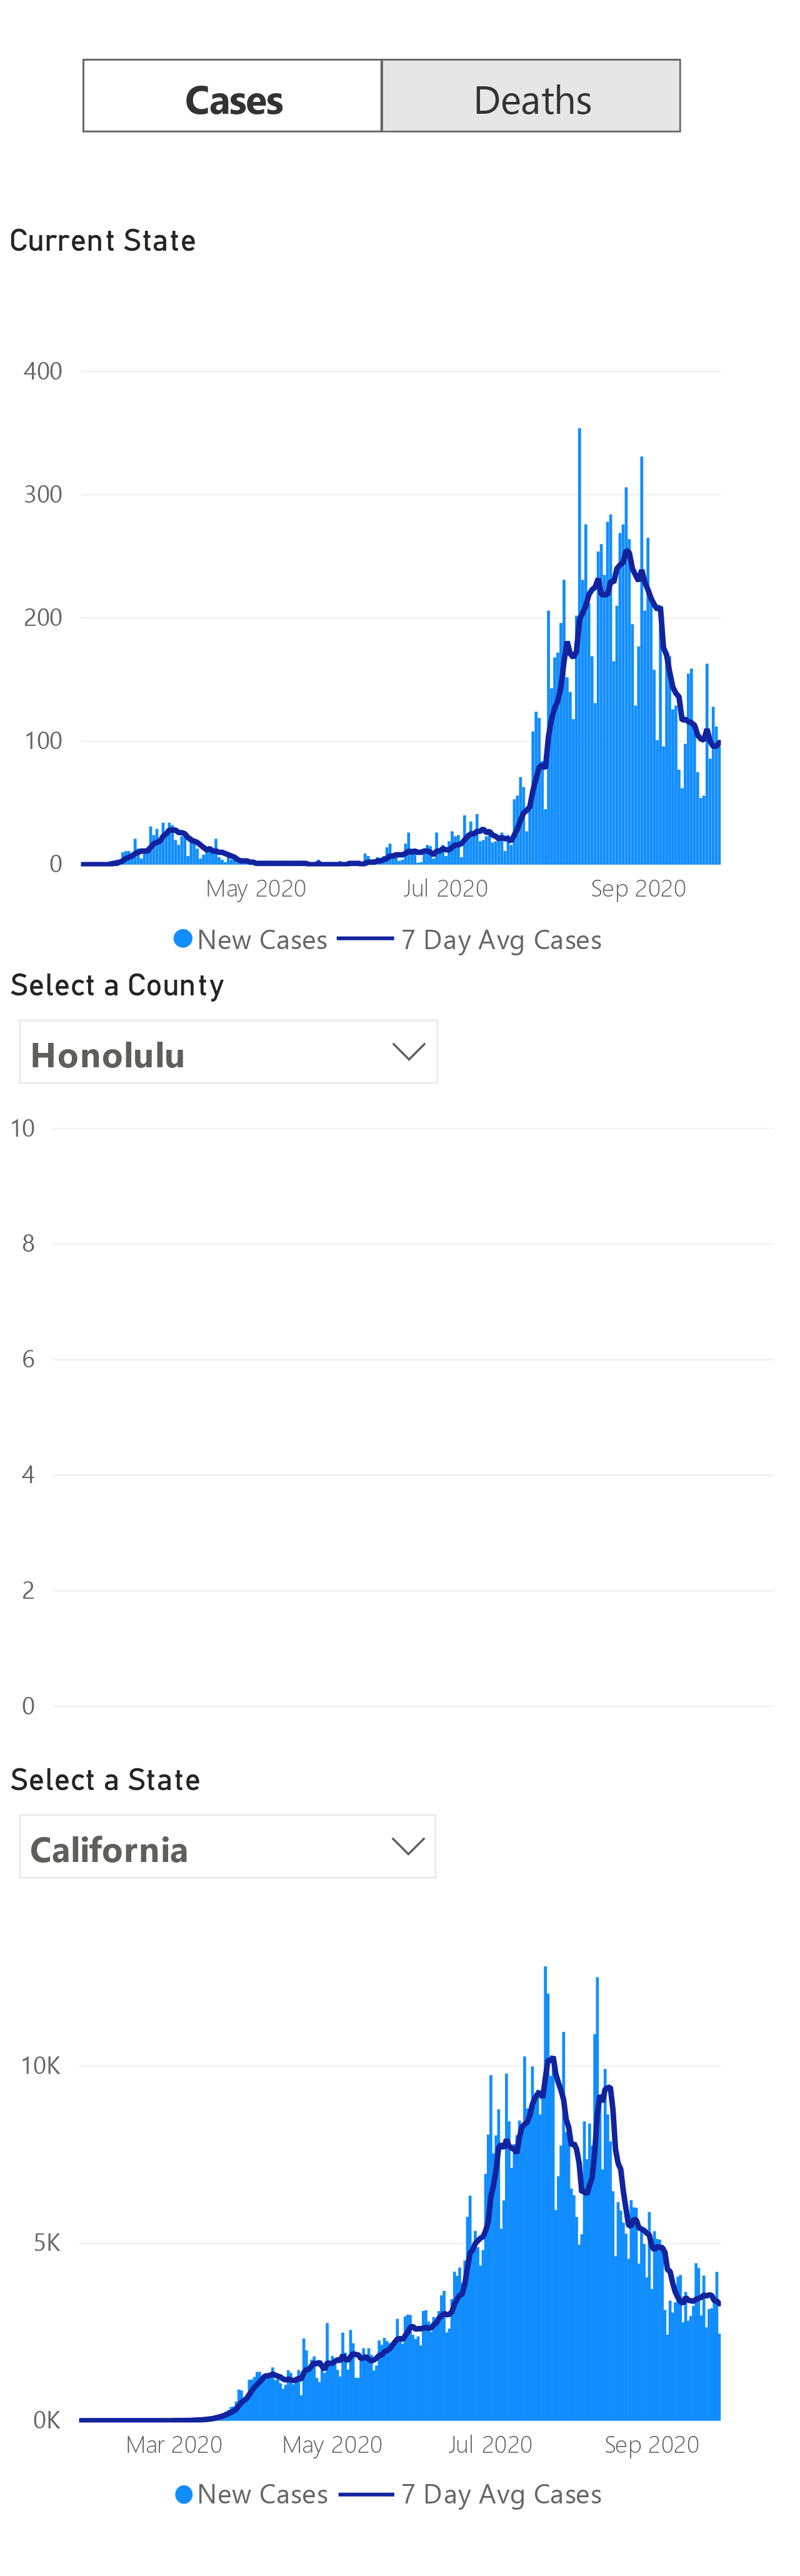 Cases Deaths
Current State
400
300
200
100
0
May 2020 Jul 2020 Sep 2020
New Cases 7 Day Avg Cases
Select a County
Honolulu
10
8
6
4
2
0
Select a State
California
10K
5K
0K
Mar 2020 May 2020 Jul 2020 Sep 2020
New Cases 7 Day Avg Cases